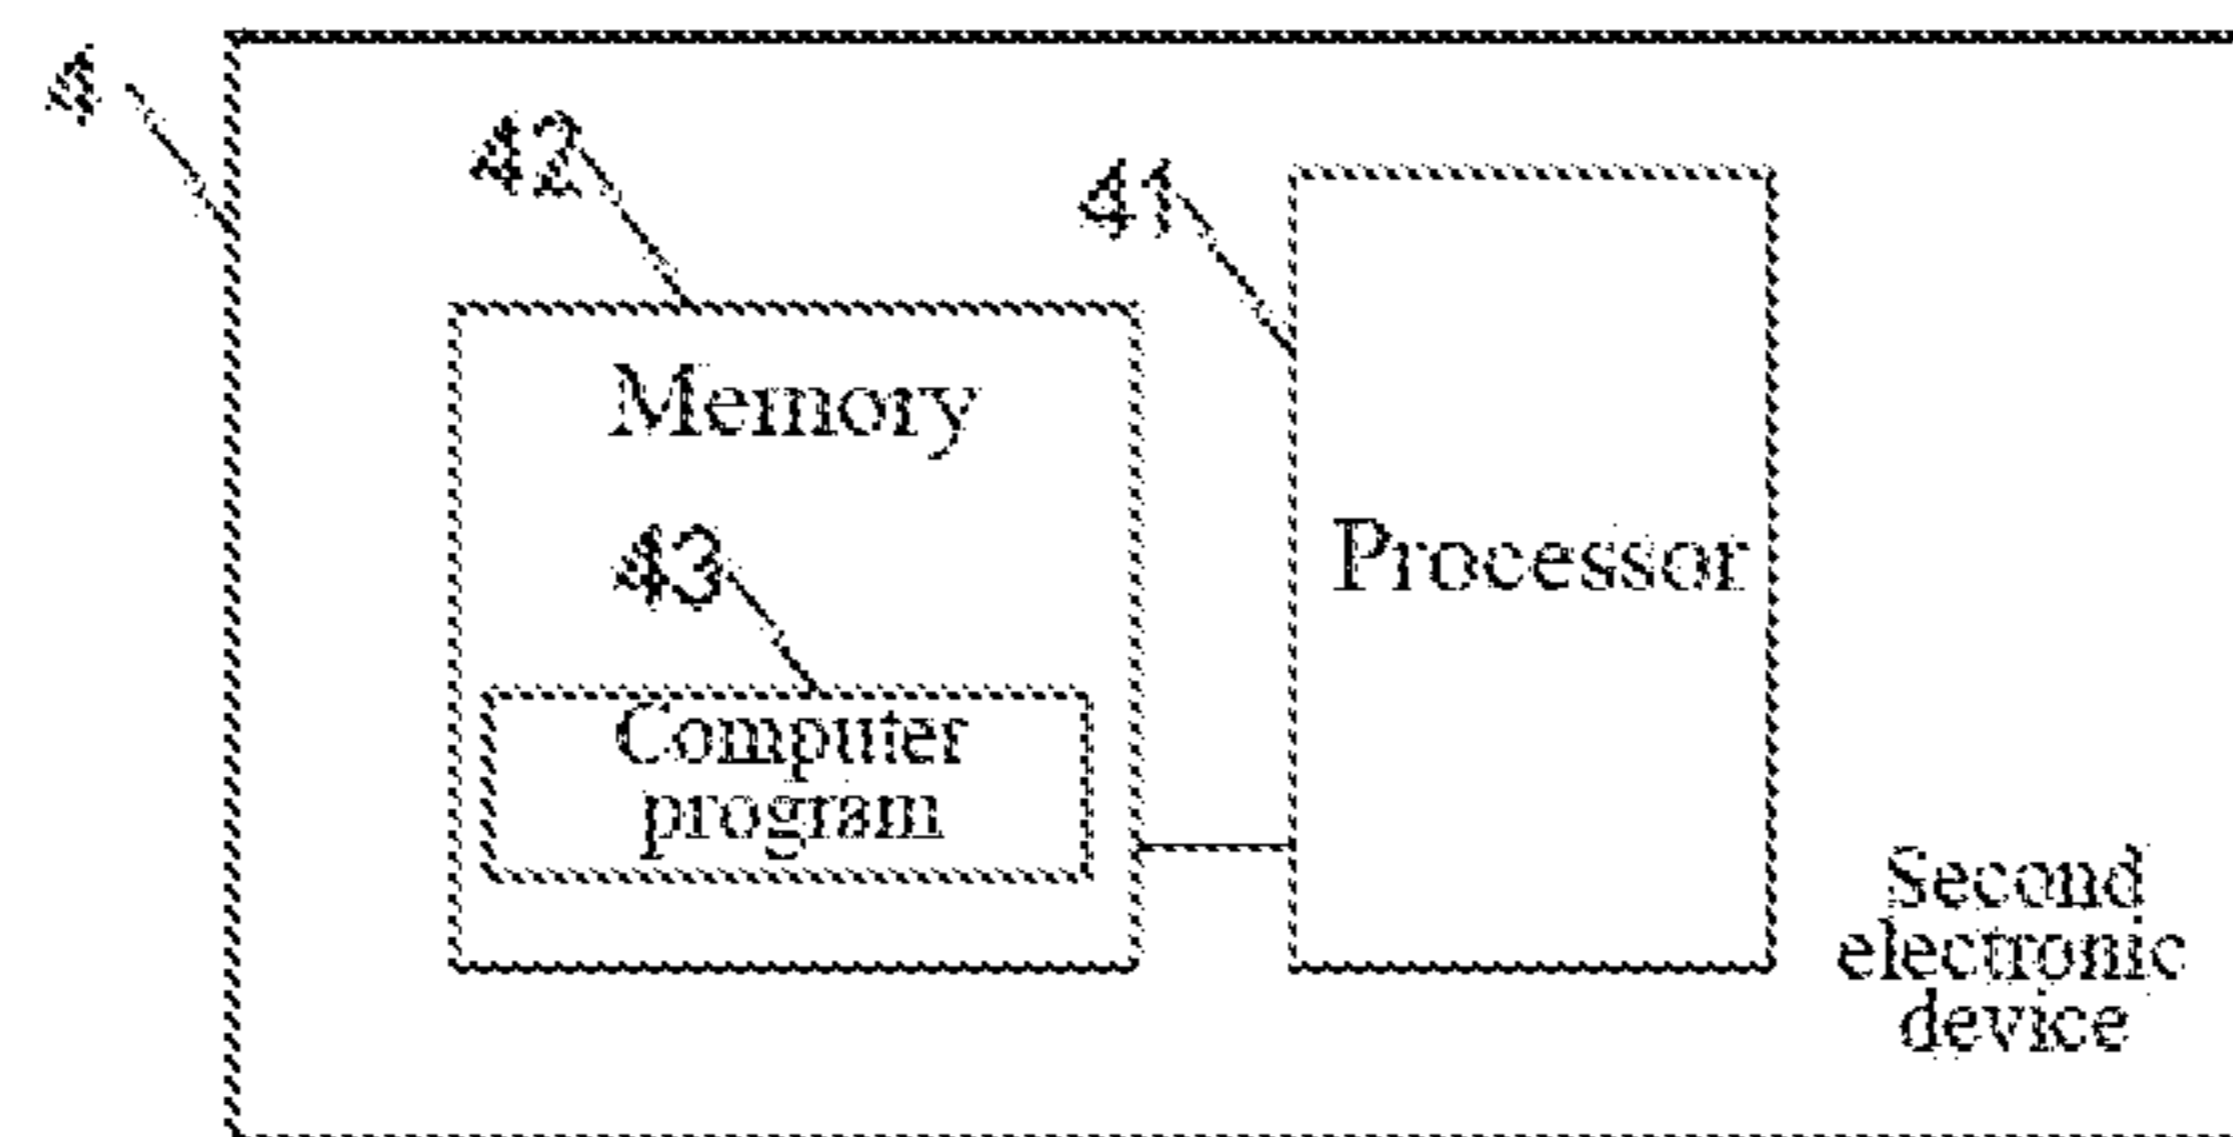 4
42
41
Memory
43
Processor
Computer
program
Second
electronic
device